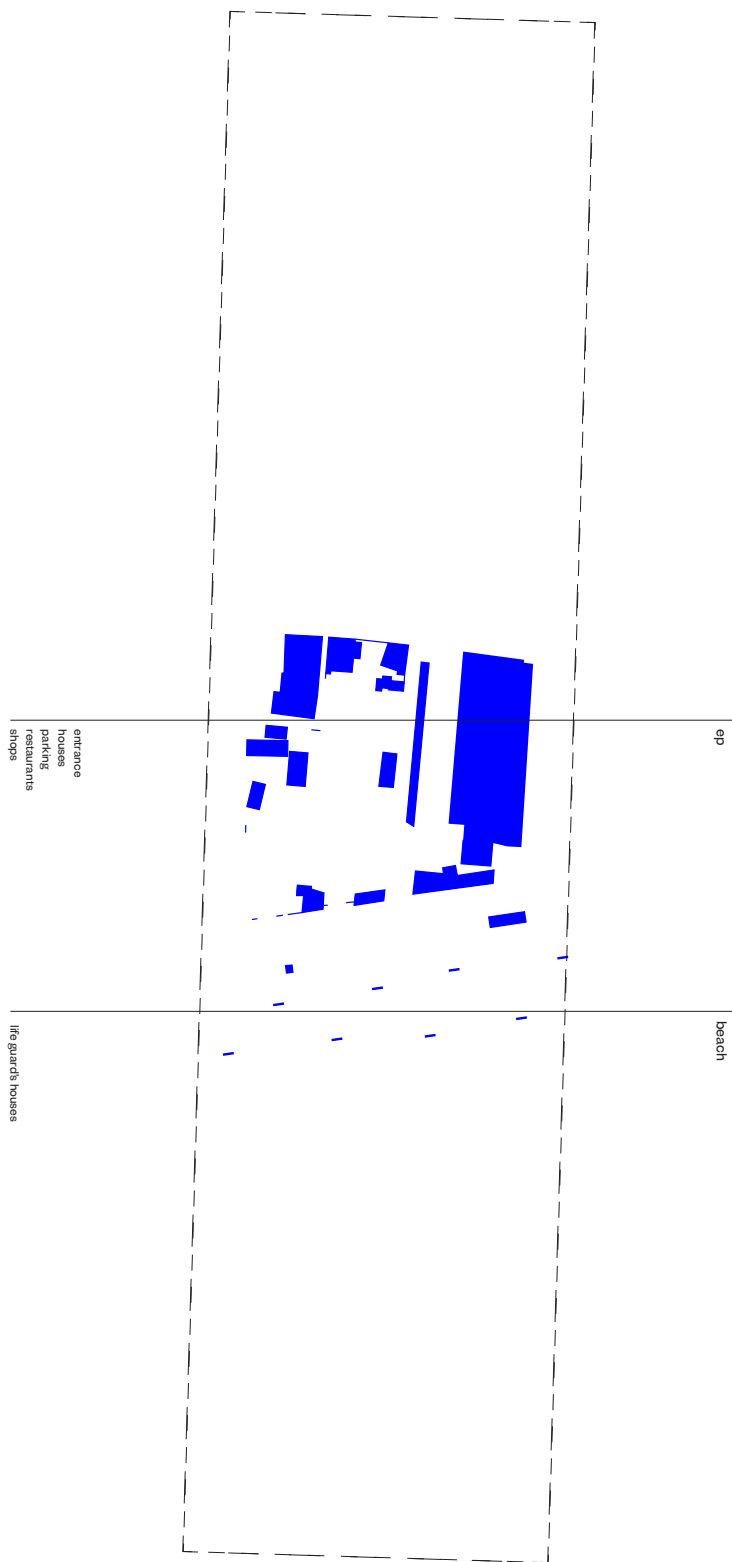 ep
entrance
houses
parking
restaurants
shops
beach
life guard's houses